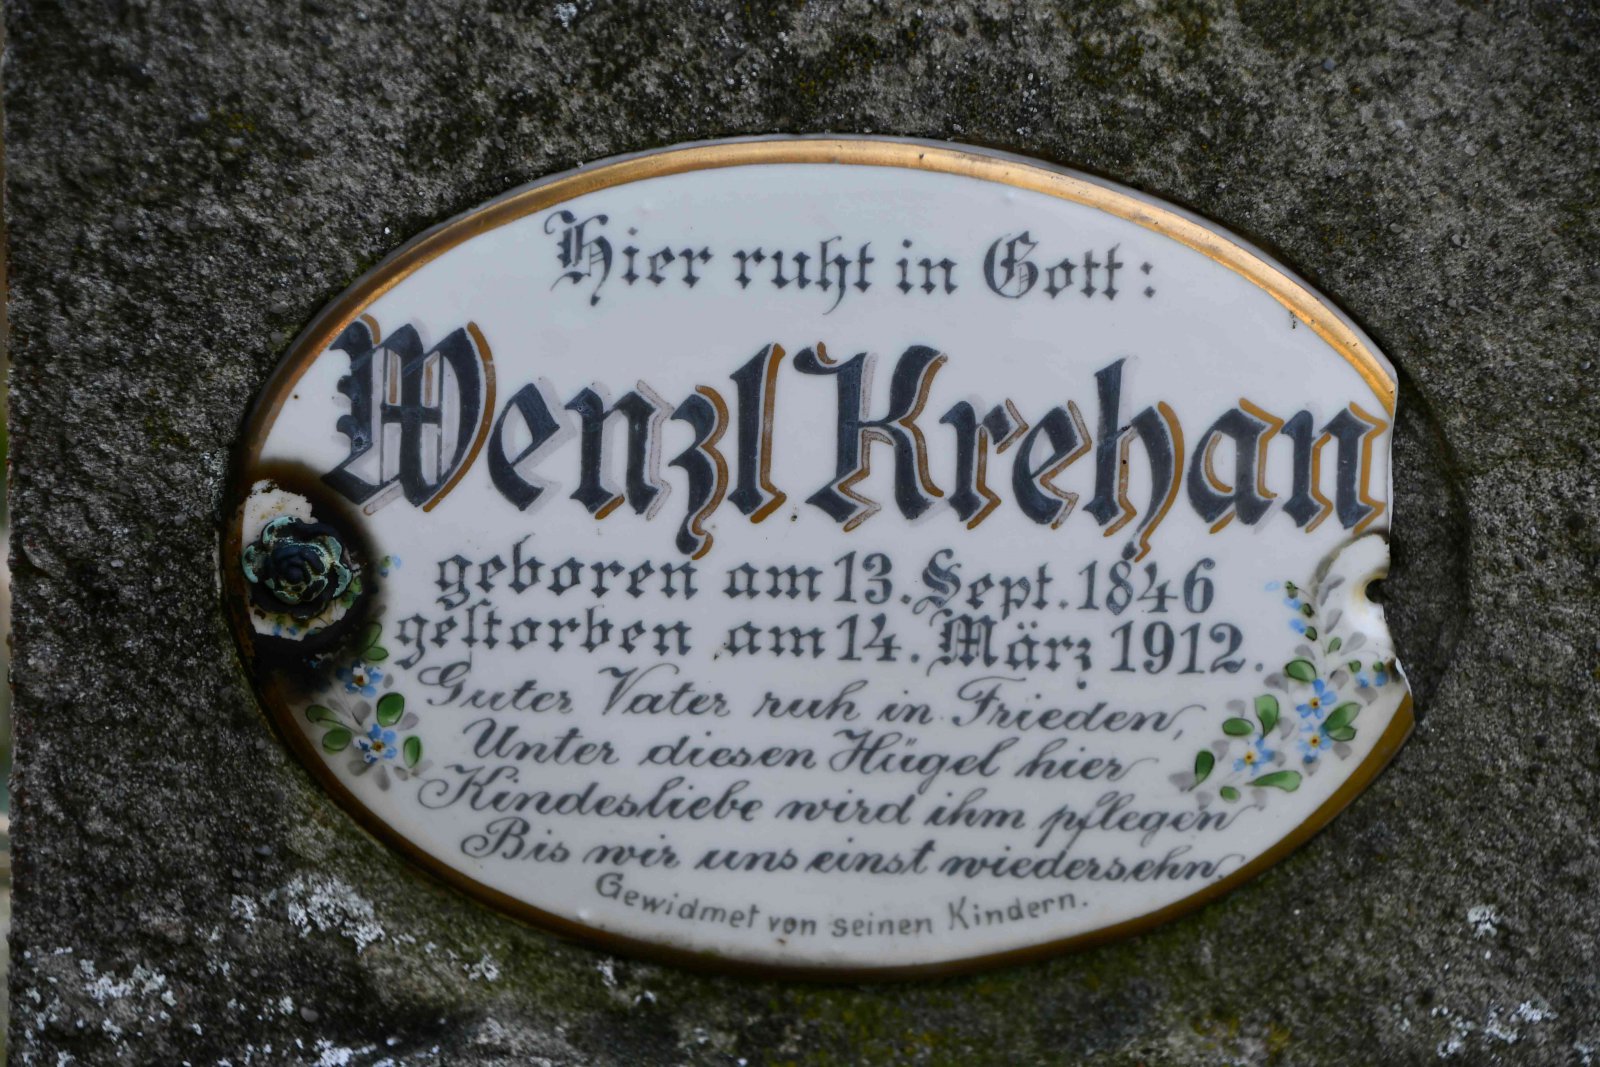 Hier ruht in Gott:
Wenzl Krehan
geboren am 13. Sept. 1846
geſtorben am 14. März 1912.
Guter Vater ruh in Frieden,
Unter diesen Hügel hier
Kindesliebe wird ihm pflegen
Bis wir uns einst wiedersehn.
Gewidmet von seinen Kindern.